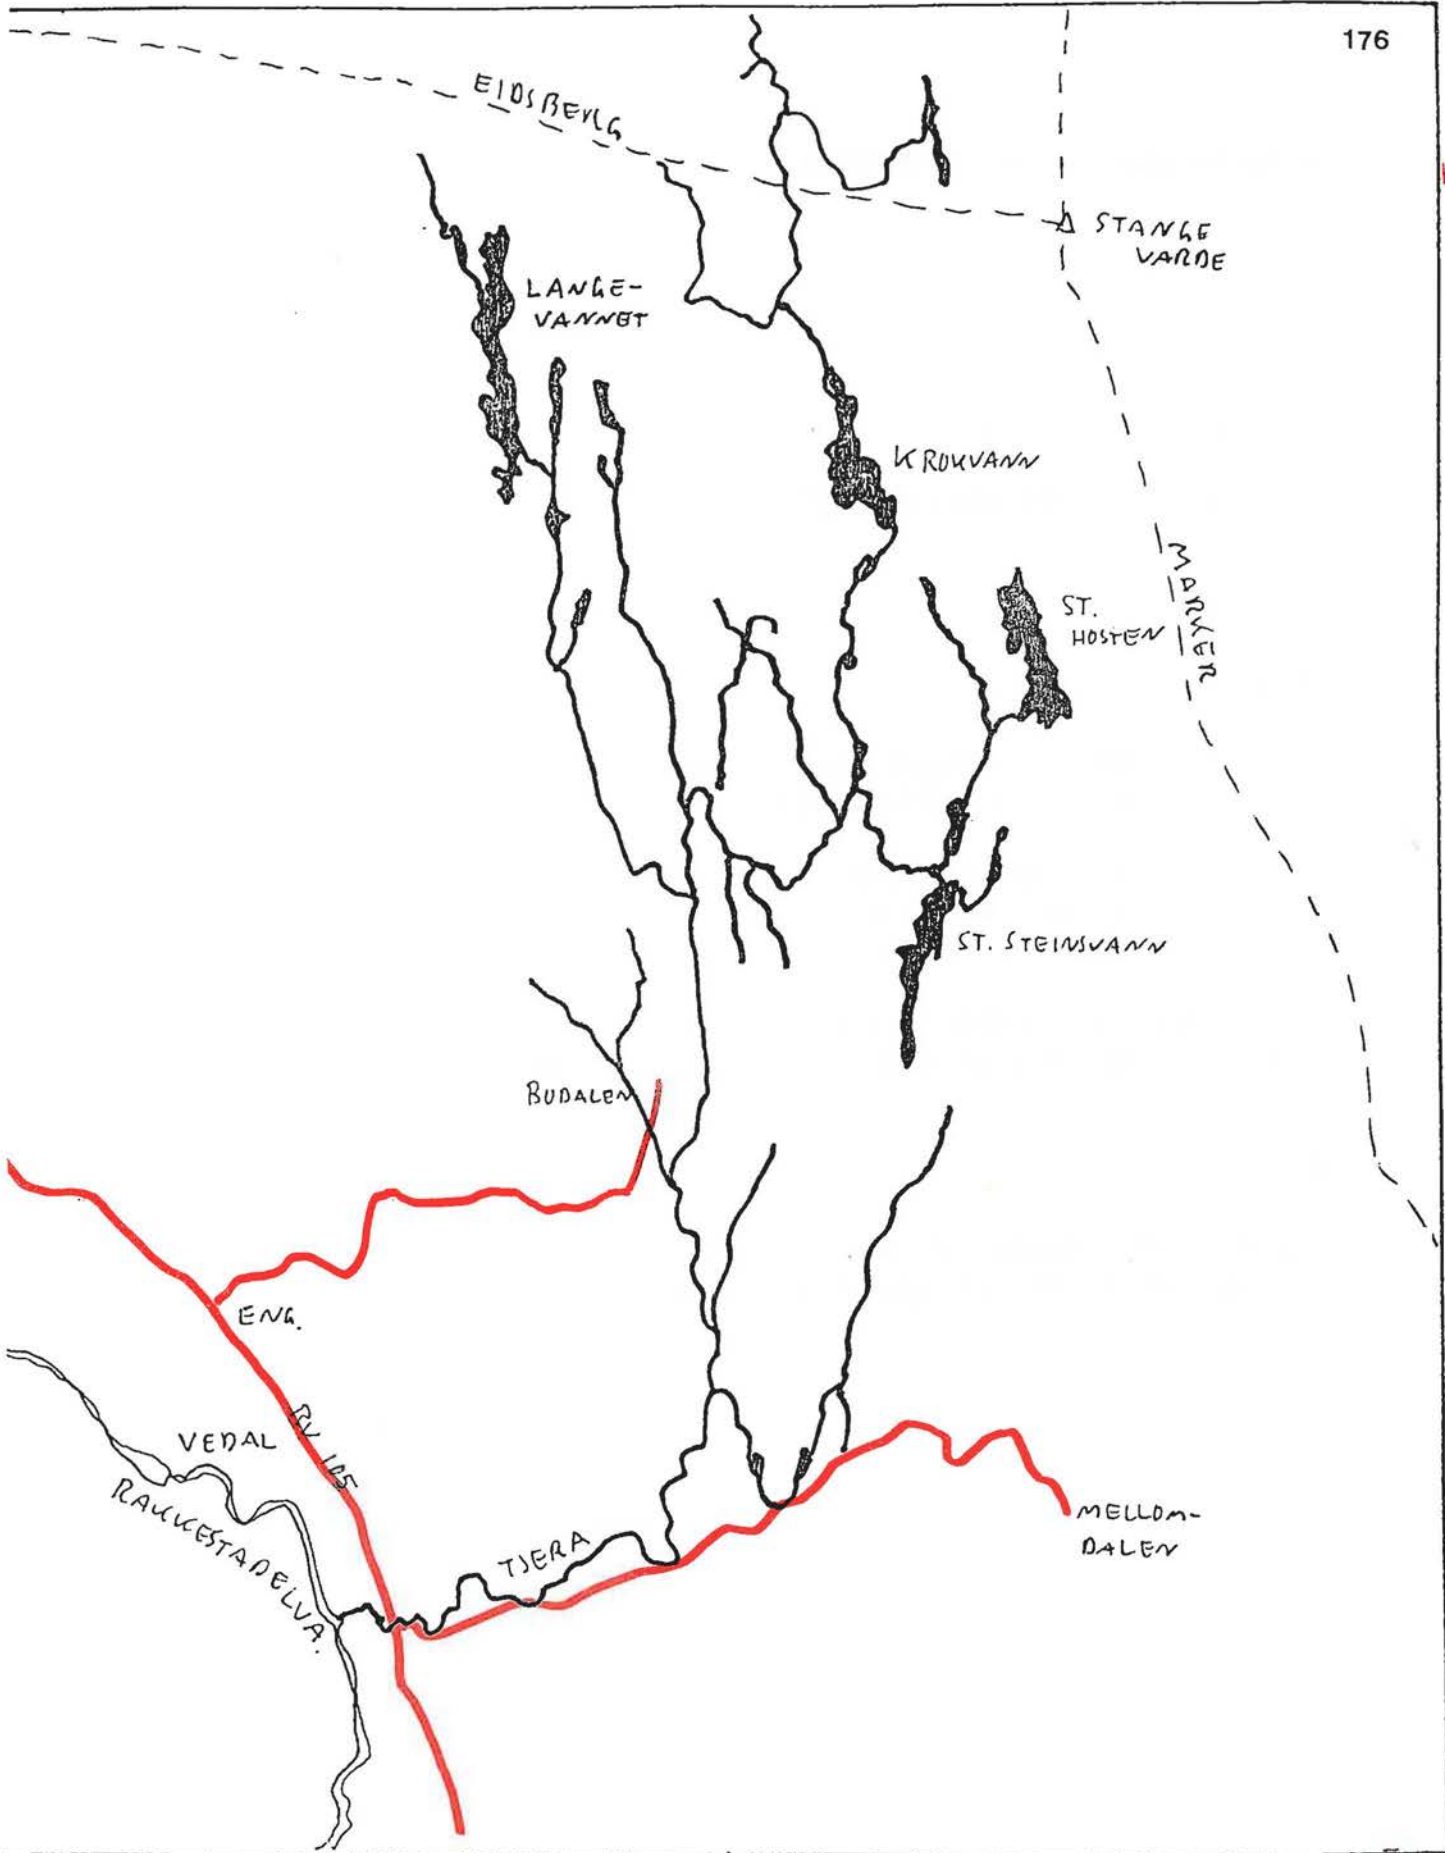 176
EIDSBERG
STANGE
VARDE
LANGE-
VANNET
KROKVANN
MARKER
ST.
HOSTEN
ST. STEINSVANN
BUDALEN
ENG.
RV 105
VEDAL
RAKKESTADELVA.
TJERA
MELLOM-
DALEN